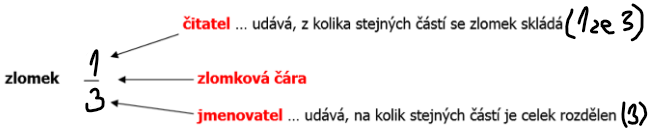 čitatel ... udává, z kolika stejných částí se zlomek skládá (1 ze 3)
zlomek 1
3
zlomková čára
jmenovatel ... udává, na kolik stejných částí je celek rozdělen (3)